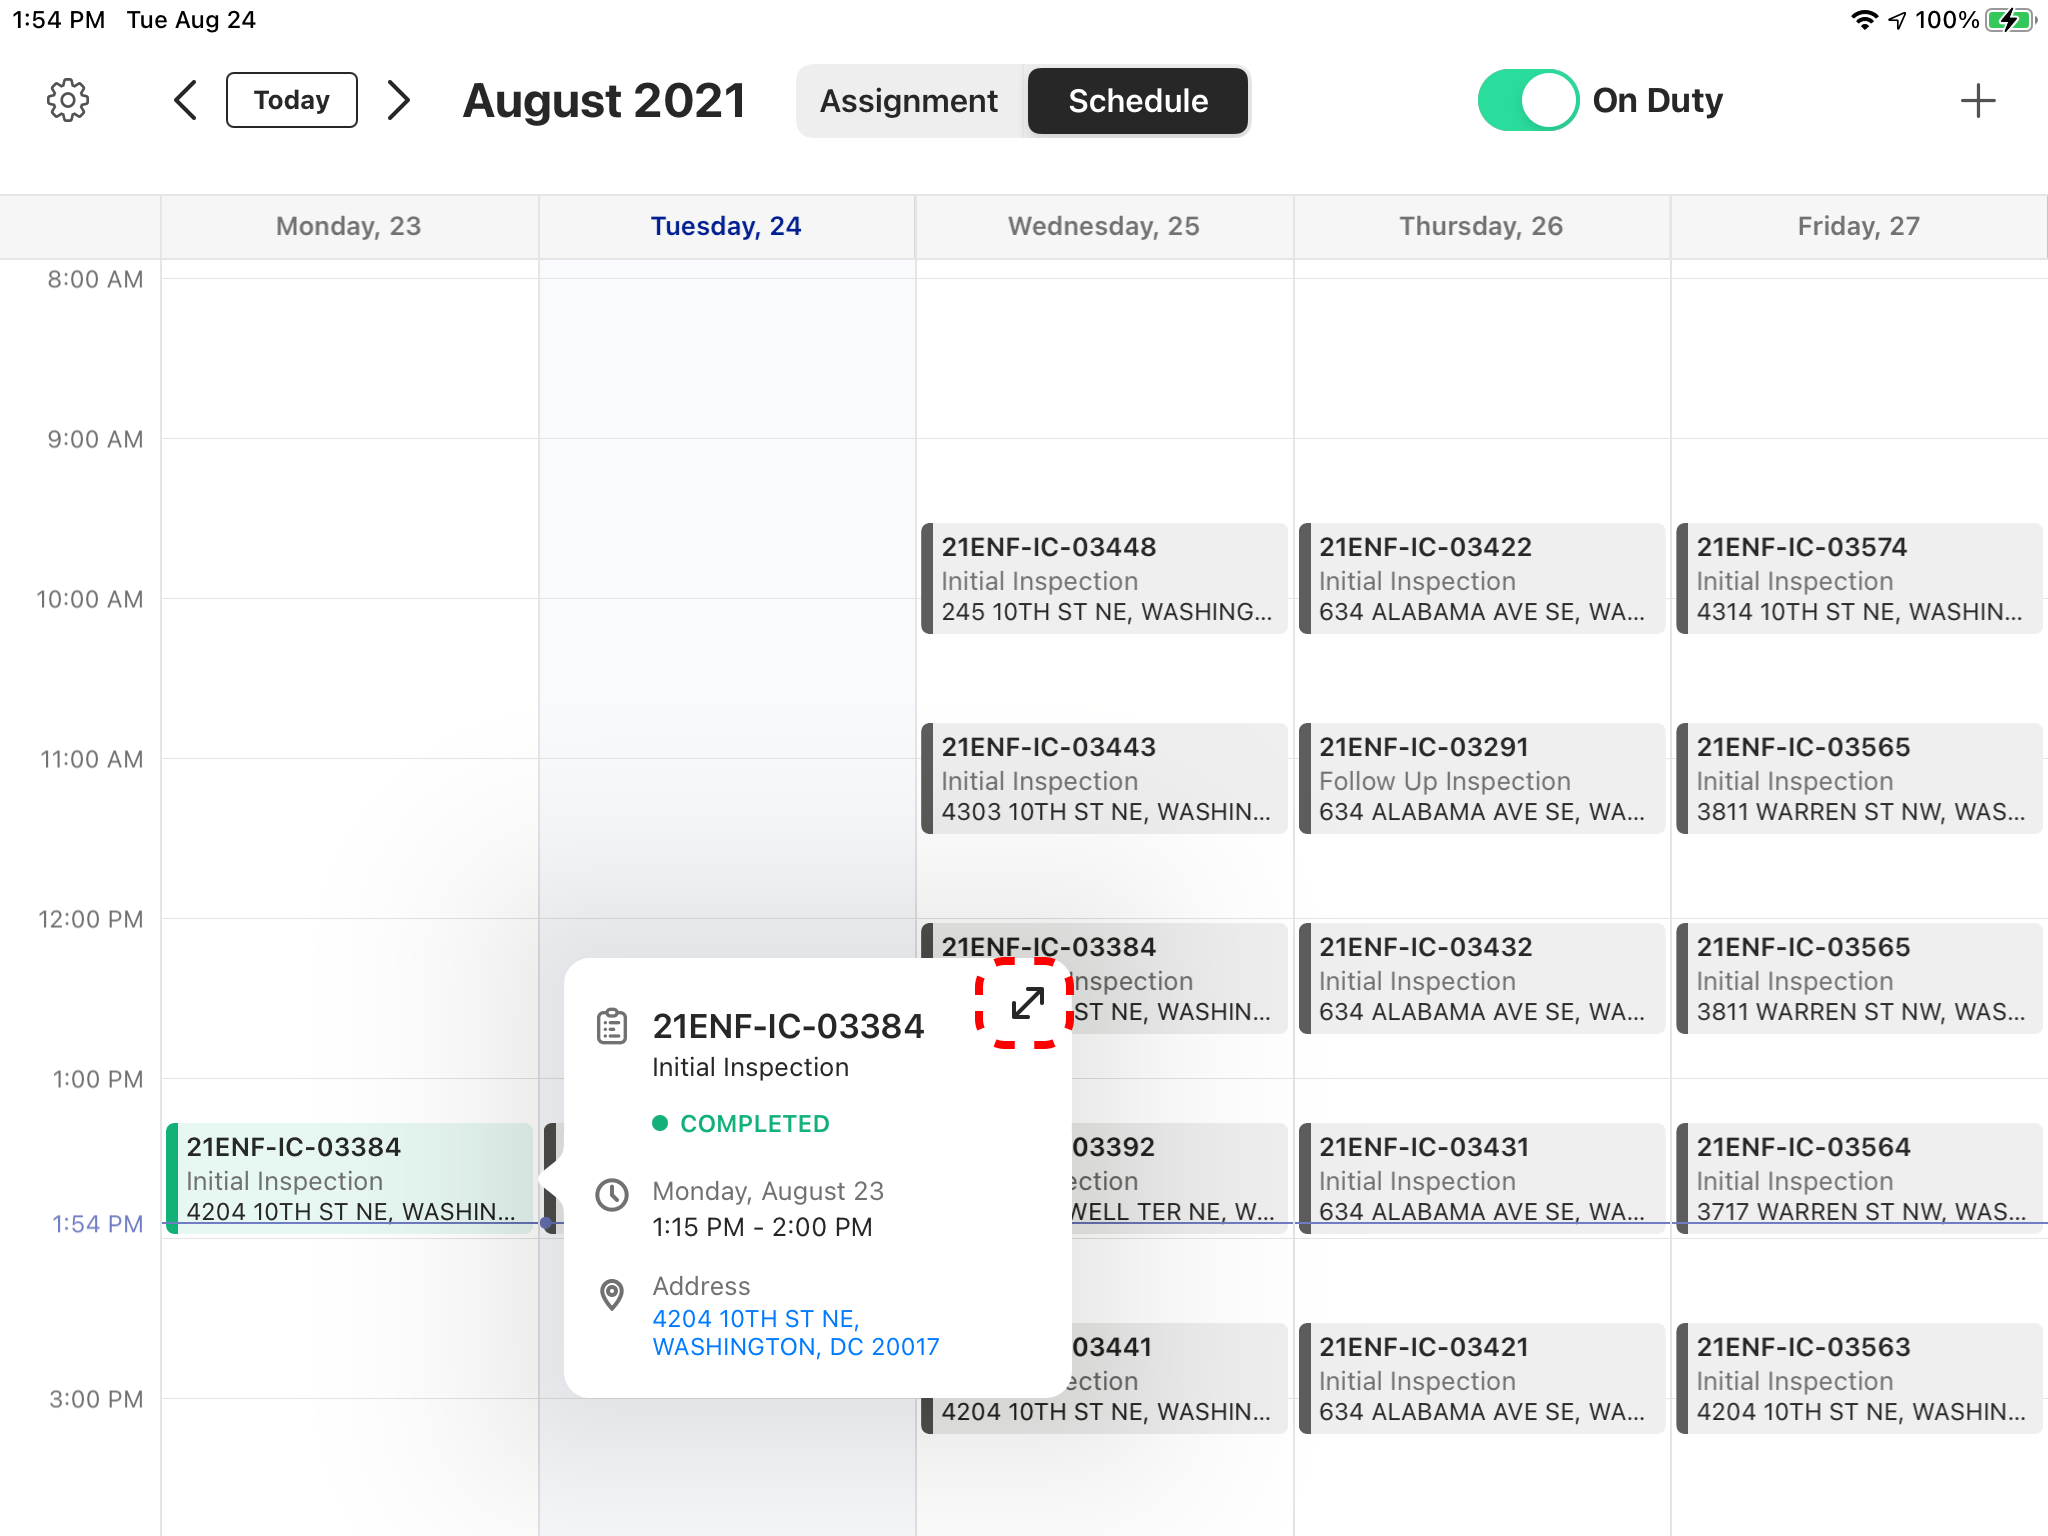 1:54 PM Tue Aug 24
100%
Today
August 2021
Assignment
Schedule
On Duty
Monday, 23
Tuesday, 24
Wednesday, 25
Thursday, 26
Friday, 27
8:00 AM
9:00 AM
10:00 AM
11:00 AM
12:00 PM
1:00 PM
1:54 PM
3:00 PM
21ENF-IC-03384
Initial Inspection
4204 10TH ST NE, WASHIN...
21ENF-IC-03384
Initial Inspection
COMPLETED
Monday, August 23
1:15 PM - 2:00 PM
Address
4204 10TH ST NE,
WASHINGTON, DC 20017
21ENF-IC-03448
Initial Inspection
245 10TH ST NE, WASHING...
21ENF-IC-03443
Initial Inspection
4303 10TH ST NE, WASHIN...
21ENF-IC-03384
nspection
ST NE, WASHIN...
03392
ection
WELL TER NE, W...
03441
ection
4204 10TH ST NE, WASHIN...
21ENF-IC-03422
Initial Inspection
634 ALABAMA AVE SE, WA...
21ENF-IC-03291
Follow Up Inspection
634 ALABAMA AVE SE, WA...
21ENF-IC-03432
Initial Inspection
634 ALABAMA AVE SE, WA...
21ENF-IC-03431
Initial Inspection
634 ALABAMA AVE SE, WA...
21ENF-IC-03421
Initial Inspection
634 ALABAMA AVE SE, WA...
21ENF-IC-03574
Initial Inspection
4314 10TH ST NE, WASHIN...
21ENF-IC-03565
Initial Inspection
3811 WARREN ST NW, WAS...
21ENF-IC-03565
Initial Inspection
3811 WARREN ST NW, WAS...
21ENF-IC-03564
Initial Inspection
3717 WARREN ST NW, WAS...
21ENF-IC-03563
Initial Inspection
4204 10TH ST NE, WASHIN...